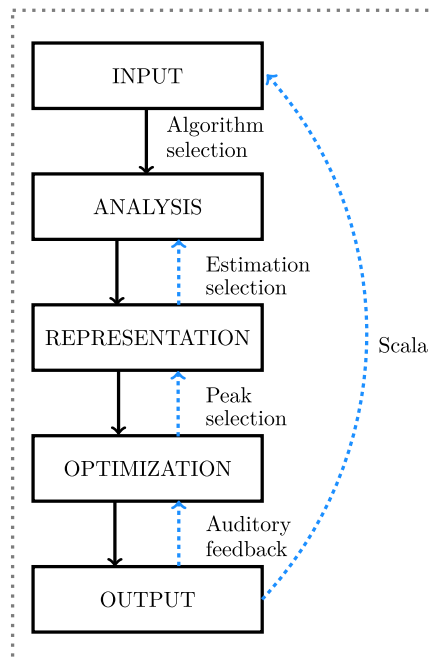 INPUT
Algorithm
selection
ANALYSIS
Estimation
selection
REPRESENTATION
Scala
Peak
selection
OPTIMIZATION
Auditory
feedback
OUTPUT